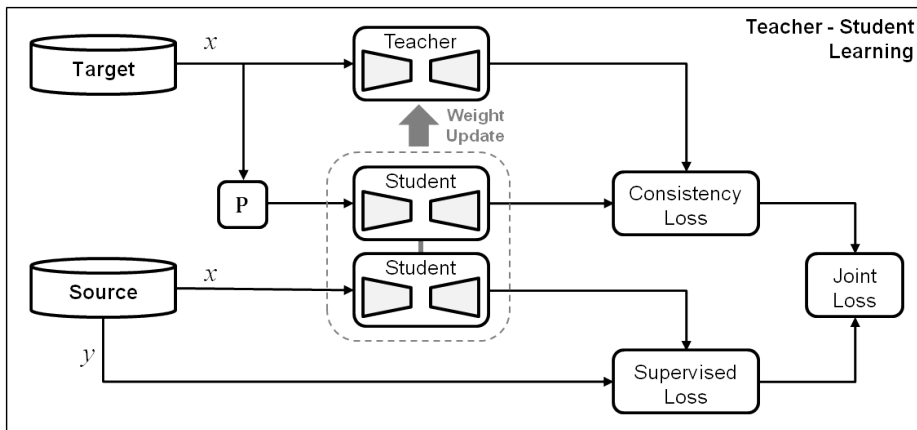 Teacher - Student
Learning
x
Teacher
Target
Weight
Update
P
Student
Consistency
Loss
x
Student
Source
Joint
Loss
y
Supervised
Loss